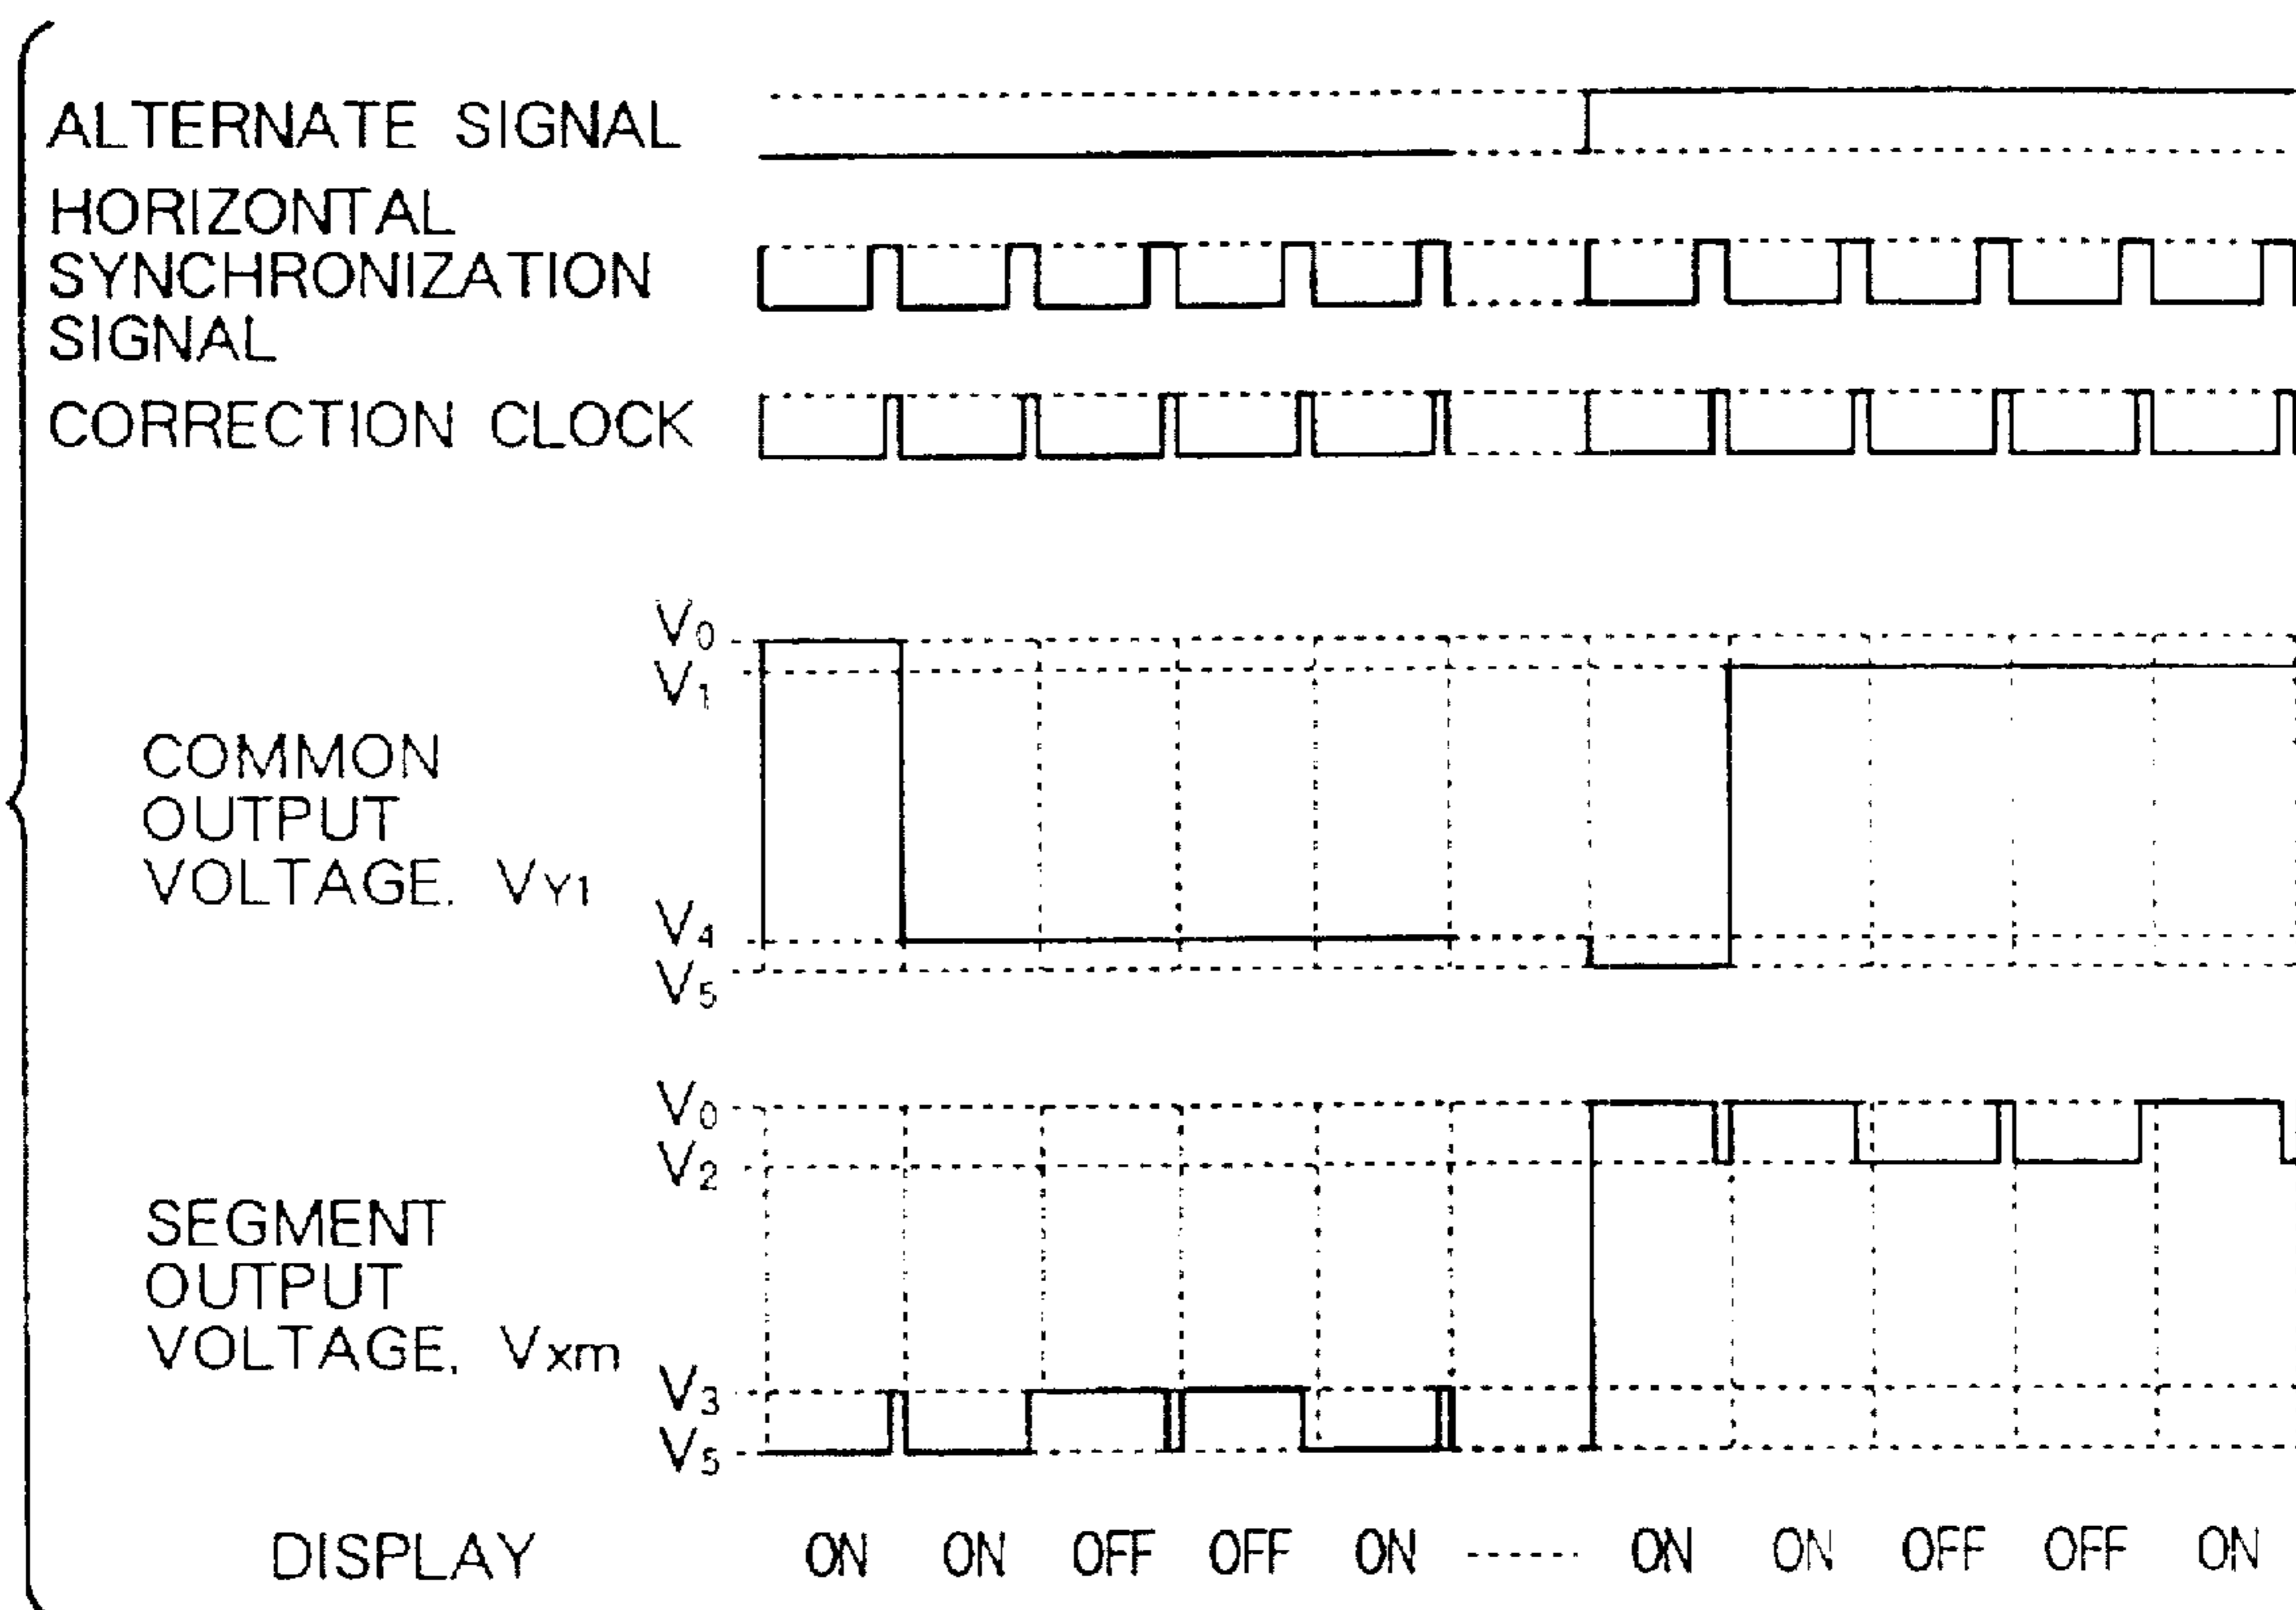 ALTERNATE SIGNAL
HORIZONTAL
SYNCHRONIZATION
SIGNAL
CORRECTION CLOCK
V0
V1
COMMON
OUTPUT
VOLTAGE. VY1
V4
V5
V0
V2
SEGMENT
OUTPUT
VOLTAGE. Vxm
V3
V5
DISPLAY ON ON OFF OFF ON ------ ON ON OFF OFF ON